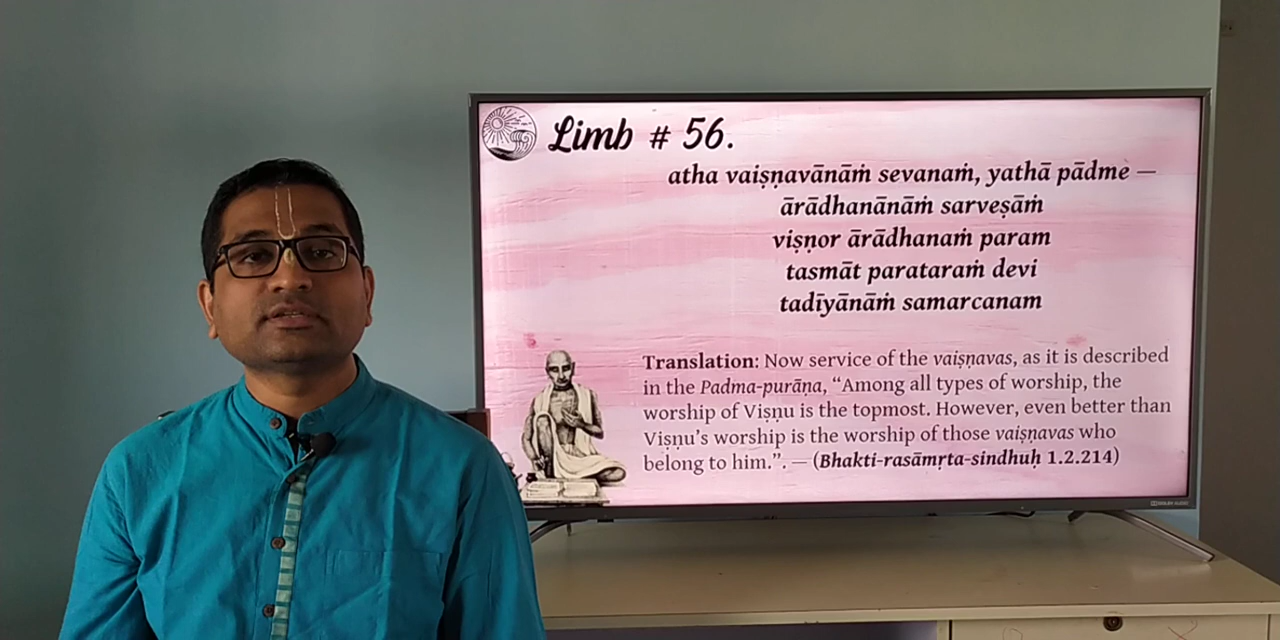 Limb # 56.
atha vaiṣṇavānāṁ sevanaṁ, yathā pādme —
ārādhanānāṁ sarveṣāṁ
viṣṇor ārādhanaṁ param
tasmāt parataraṁ devi
tadīyānāṁ samarcanam
Translation: Now service of the vaiṣṇavas, as it is described
in the Padma-purāṇa, “Among all types of worship, the
worship of Viṣṇu is the topmost. However, even better than
Viṣṇu’s worship is the worship of those vaiṣṇavas who
belong to him.”. — (Bhakti-rasāmṛta-sindhuḥ 1.2.214)